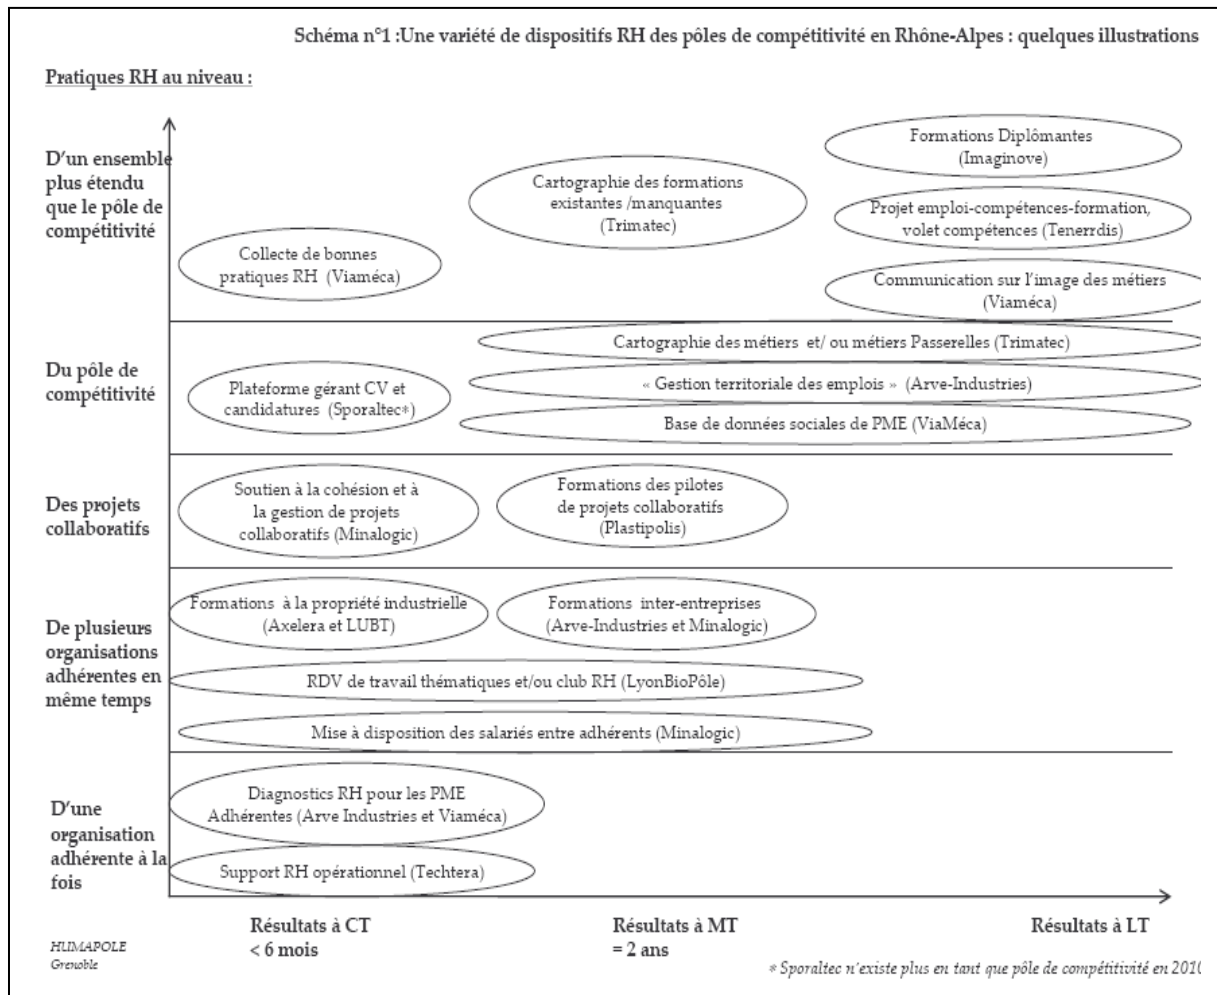 Schéma n°1 :Une variété de dispositifs RH des pôles de compétitivité en Rhône-Alpes : quelques illustrations
Pratiques RH au niveau :
D'un ensemble
plus étendu
que le pôle de
compétitivité
Formations Diplômantes
(Imaginove)
Cartographie des formations
existantes /manquantes
(Trimatec)
Projet emploi-compétences-formation,
volet compétences (Tenerrdis)
Collecte de bonnes
pratiques RH (Viaméca)
Communication sur l'image des métiers
(Viaméca)
Du pôle de
compétitivité
Cartographie des métiers et/ ou métiers Passerelles (Trimatec)
Plateforme gérant CV et
candidatures (Sporaltec*)
« Gestion territoriale des emplois » (Arve-Industries)
Base de données sociales de PME (ViaMéca)
Des projets
collaboratifs
Soutien à la cohésion et à
la gestion de projets
collaboratifs (Minalogic)
Formations des pilotes
de projets collaboratifs
(Plastipolis)
De plusieurs
organisations
adhérentes en
même temps
Formations à la propriété industrielle
(Axelera et LUBT)
Formations inter-entreprises
(Arve-Industries et Minalogic)
RDV de travail thématiques et/ou club RH (LyonBioPôle)
Mise à disposition des salariés entre adhérents (Minalogic)
D'une
organisation
adhérente à la
fois
Diagnostics RH pour les PME
Adhérentes (Arve Industries et Viaméca)
Support RH opérationnel (Techtera)
Résultats à CT
< 6 mois
Résultats à MT
= 2 ans
Résultats à LT
HUMAPOLE
Grenoble
* Sporaltec n'existe plus en tant que pôle de compétitivité en 2010